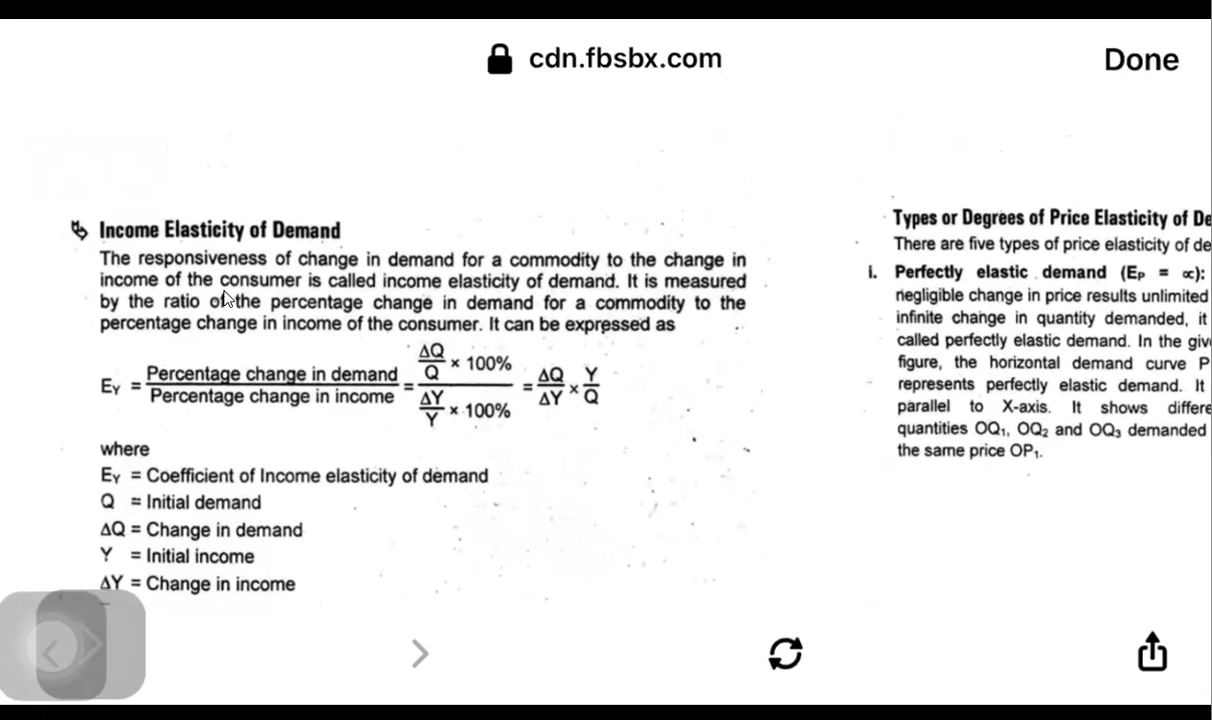 cdn.fbsbx.com
Done
Income Elasticity of Demand
The responsiveness of change in demand for a commodity to the change in
income of the consumer is called income elasticity of demand. It is measured
by the ratio of the percentage change in demand for a commodity to the
percentage change in income of the consumer. It can be expressed as
Eᵧ = Percentage change in demand / Percentage change in income = (ΔQ/Q × 100%) / (ΔY/Y × 100%) = ΔQ/ΔY × Y/Q
where
Eᵧ = Coefficient of Income elasticity of demand
Q = Initial demand
ΔQ = Change in demand
Y = Initial income
ΔY = Change in income
Types or Degrees of Price Elasticity of De
There are five types of price elasticity of de
i. Perfectly elastic demand (Eₚ = ∝):
negligible change in price results unlimited
infinite change in quantity demanded, it
called perfectly elastic demand. In the giv
figure, the horizontal demand curve P
represents perfectly elastic demand. It
parallel to X-axis. It shows differe
quantities OQ₁, OQ₂ and OQ₃ demanded
the same price OP₁.